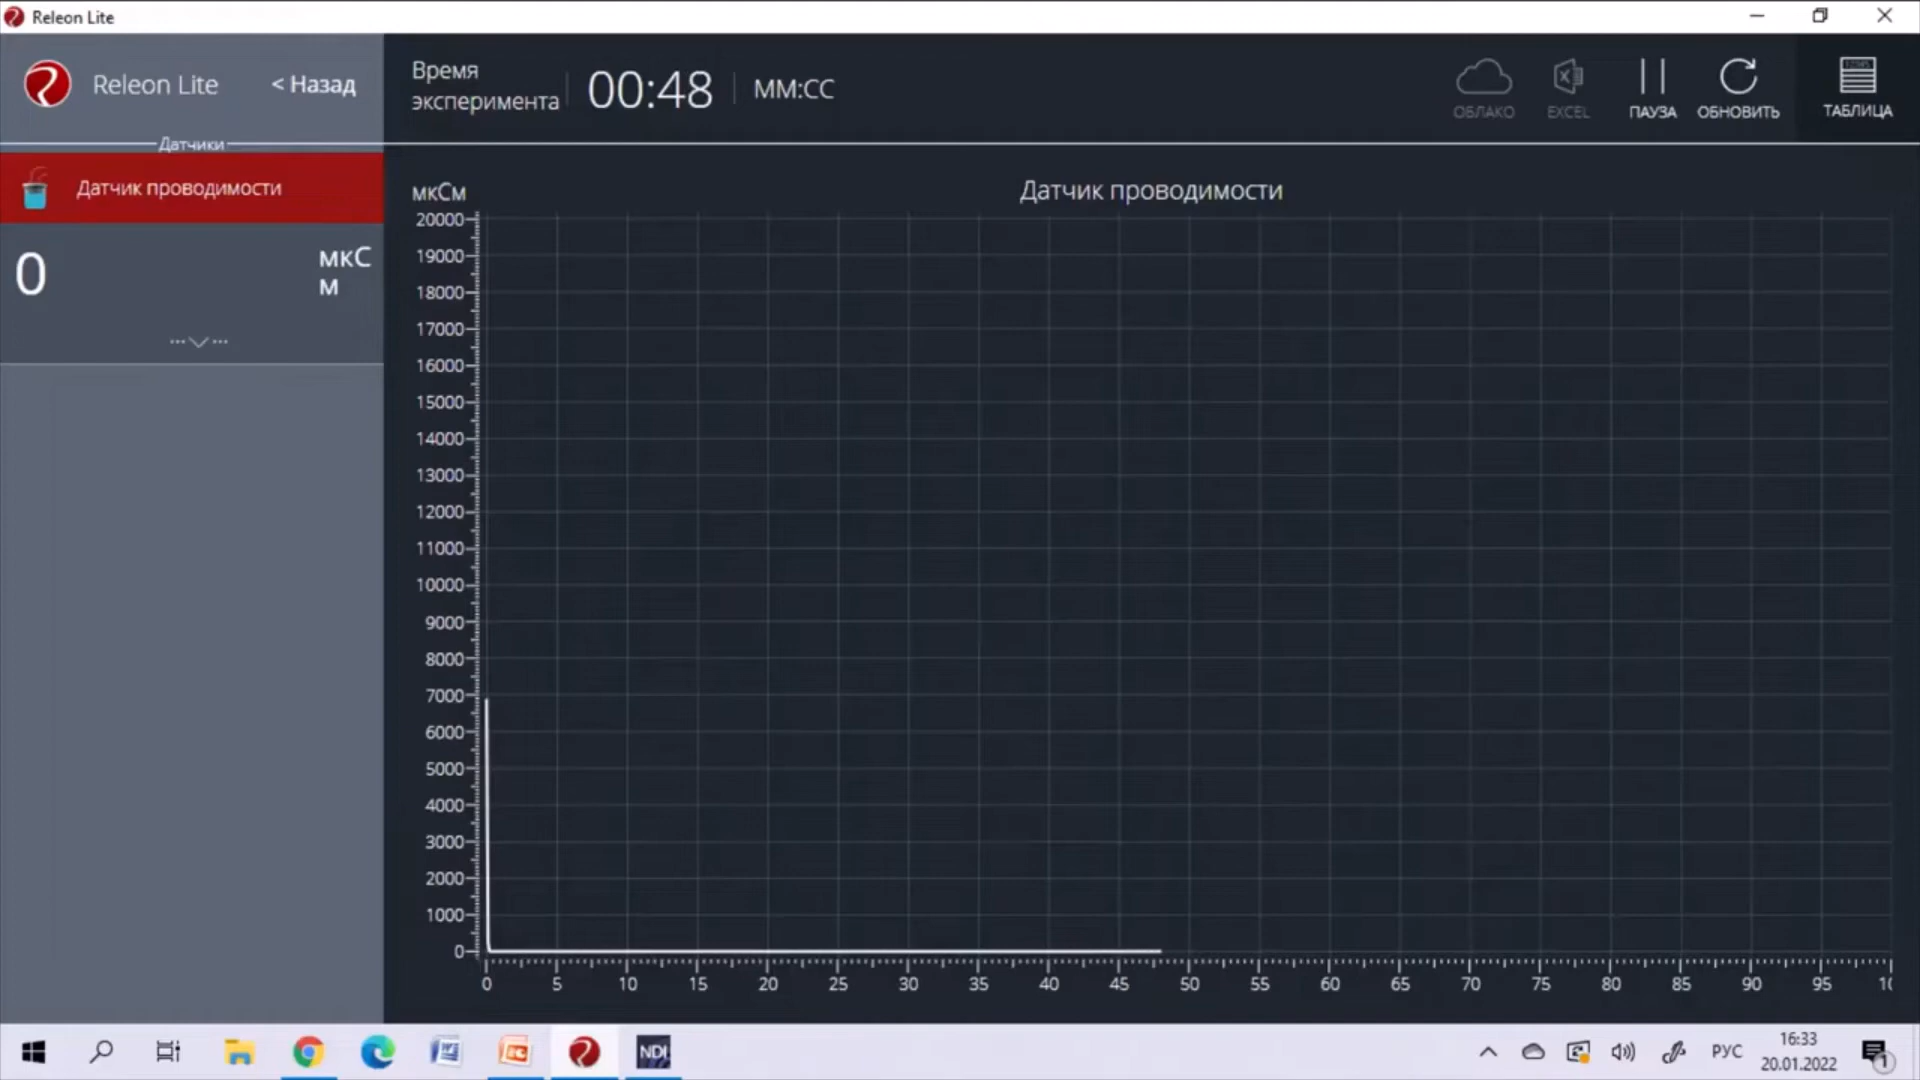 Releon Lite
Releon Lite
< Назад
Время
эксперимента
00:48
ММ:СС
ОБЛАКО
EXCEL
ПАУЗА
ОБНОВИТЬ
ТАБЛИЦА
Датчики
Датчик проводимости
0
мкС
м
мкСм
Датчик проводимости
20000
19000
18000
17000
16000
15000
14000
13000
12000
11000
10000
9000
8000
7000
6000
5000
4000
3000
2000
1000
0
0 5 10 15 20 25 30 35 40 45 50 55 60 65 70 75 80 85 90 95 10
NDI
РУС
16:33
20.01.2022
1